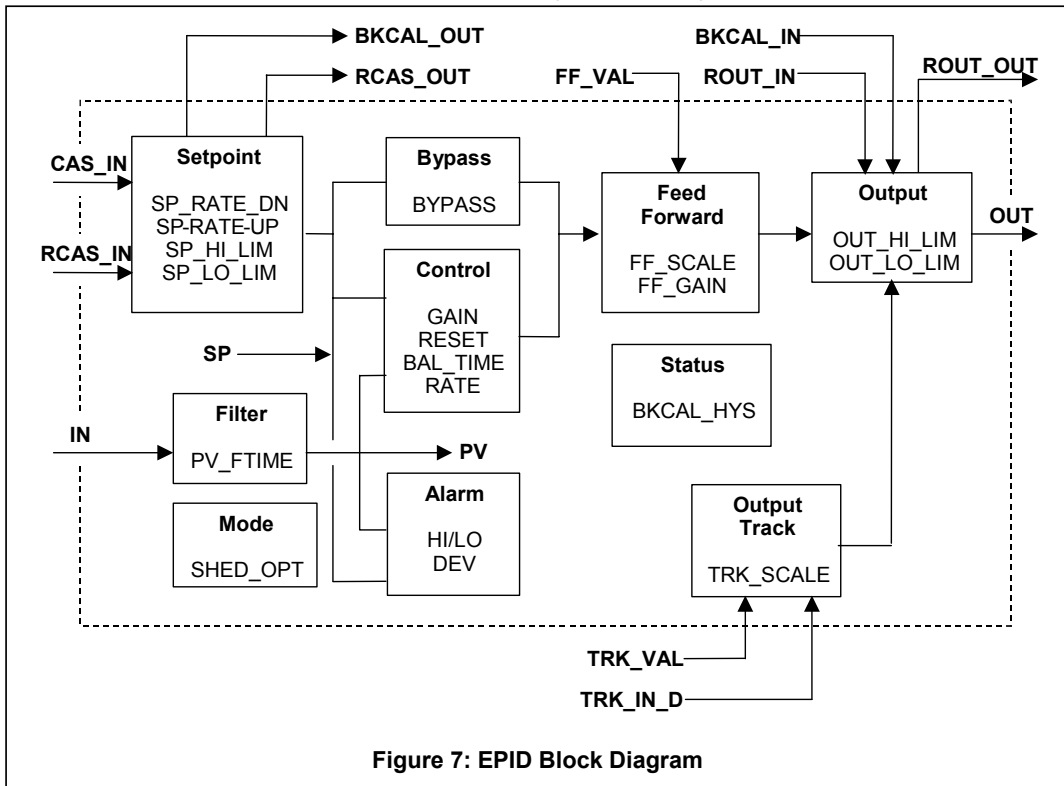 BKCAL_OUT
BKCAL_IN
RCAS_OUT
FF_VAL
ROUT_IN
ROUT_OUT
CAS_IN
RCAS_IN
Setpoint
SP_RATE_DN
SP-RATE-UP
SP_HI_LIM
SP_LO_LIM
Bypass
BYPASS
Control
GAIN
RESET
BAL_TIME
RATE
Feed
Forward
FF_SCALE
FF_GAIN
Output
OUT_HI_LIM
OUT_LO_LIM
OUT
SP
Status
BKCAL_HYS
IN
Filter
PV_FTIME
PV
Mode
SHED_OPT
Alarm
HI/LO
DEV
Output
Track
TRK_SCALE
TRK_VAL
TRK_IN_D
Figure 7: EPID Block Diagram